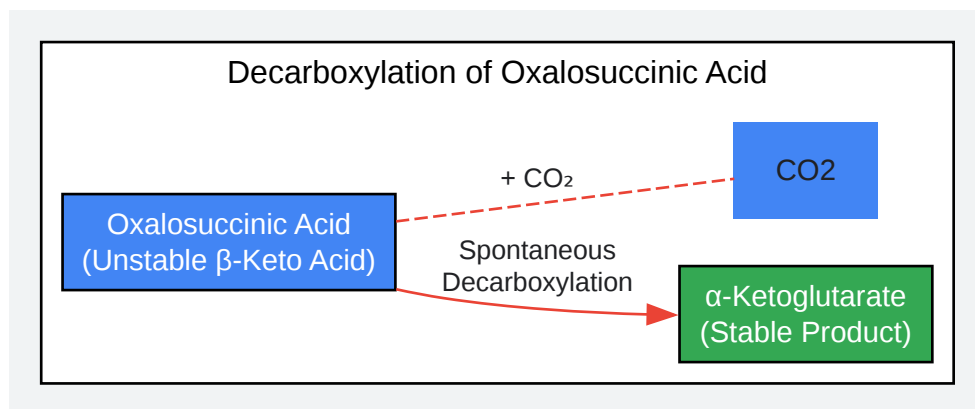 Decarboxylation of Oxalosuccinic Acid
+ CO₂
CO2
Oxalosuccinic Acid
(Unstable β-Keto Acid)
Spontaneous
Decarboxylation
α-Ketoglutarate
(Stable Product)